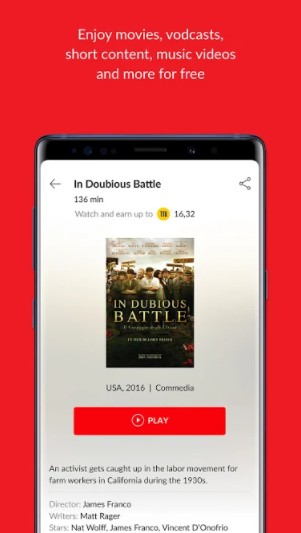 Enjoy movies, vodcasts,
short content, music videos
and more for free
In Doubious Battle
136 min
Watch and earn up to 16,32
IN DUBIOUS
BATTLE
Il Coraggio degli Ultimi
USA, 2016 | Commedia
PLAY
An activist gets caught up in the labor movement for
farm workers in California during the 1930s.
Director: James Franco
Writers: Matt Rager
Stars: Nat Wolff, James Franco, Vincent D'Onofrio